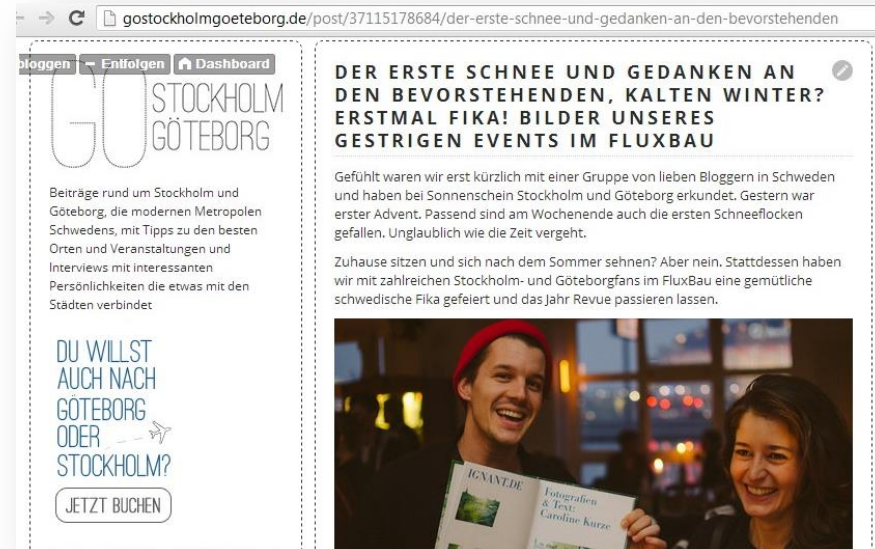 gostockholmgoeteborg.de/post/37115178684/der-erste-schnee-und-gedanken-an-den-bevorstehenden
bloggen
Entfolgen
Dashboard
GO STOCKHOLM
GÖTEBORG
Beiträge rund um Stockholm und
Göteborg, die modernen Metropolen
Schwedens, mit Tipps zu den besten
Orten und Veranstaltungen und
Interviews mit interessanten
Persönlichkeiten die etwas mit den
Städten verbindet
DU WILLST
AUCH NACH
GÖTEBORG
ODER
STOCKHOLM?
JETZT BUCHEN
DER ERSTE SCHNEE UND GEDANKEN AN
DEN BEVORSTEHENDEN, KALTEN WINTER?
ERSTMAL FIKA! BILDER UNSERES
GESTRIGEN EVENTS IM FLUXBAU
Gefühlt waren wir erst kürzlich mit einer Gruppe von lieben Bloggern in Schweden
und haben bei Sonnenschein Stockholm und Göteborg erkundet. Gestern war
erster Advent. Passend sind am Wochenende auch die ersten Schneeflocken
gefallen. Unglaublich wie die Zeit vergeht.
Zuhause sitzen und sich nach dem Sommer sehnen? Aber nein. Stattdessen haben
wir mit zahlreichen Stockholm- und Göteborgfans im FluxBau eine gemütliche
schwedische Fika gefeiert und das Jahr Revue passieren lassen.
IGNANT.DE
Fotografien
& Text:
Caroline Kurze